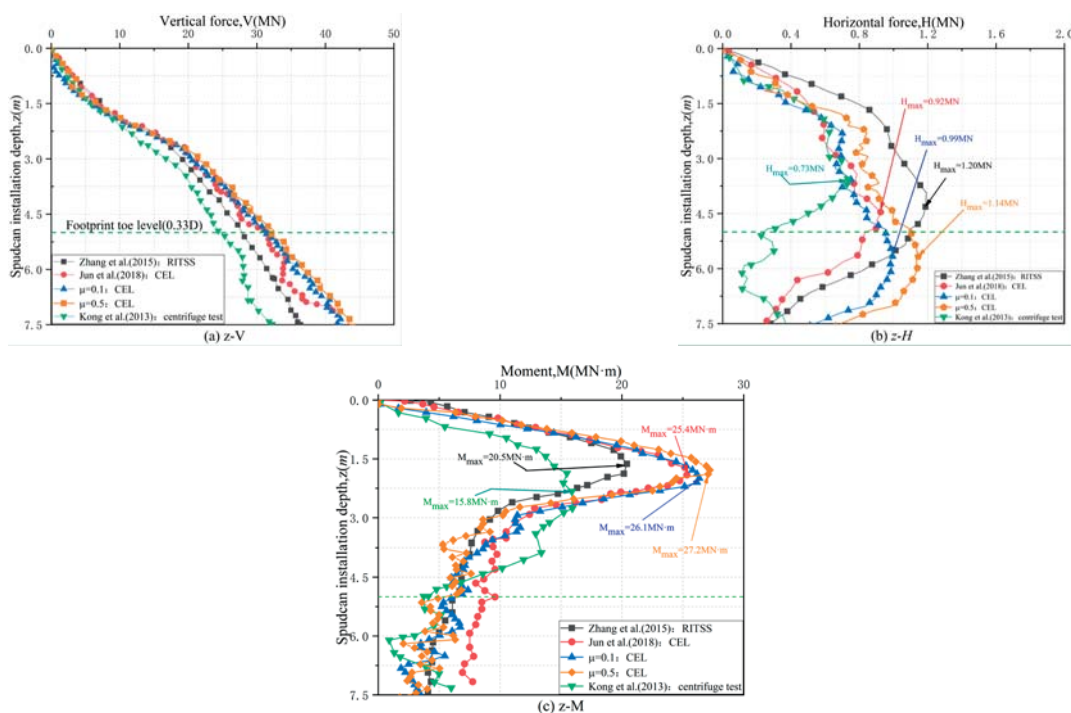 Vertical force,V(MN)
0 10 20 30 40 50
Spudcan installation depth,z(m)
0.0
1.5
3.0
4.5
6.0
7.5
Footprint toe level(0.33D)
Zhang et al.(2015): RITSS
Jun et al.(2018): CEL
μ=0.1: CEL
μ=0.5: CEL
Kong et al.(2013): centrifuge test
(a) z-V
Horizontal force,H(MN)
0.0 0.4 0.8 1.2 1.6 2.0
Spudcan installation depth,z(m)
0.0
1.5
3.0
4.5
6.0
7.5
Hmax=0.92MN
Hmax=0.99MN
Hmax=0.73MN
Hmax=1.20MN
Hmax=1.14MN
Zhang et al.(2015): RITSS
Jun et al.(2018): CEL
μ=0.1: CEL
μ=0.5: CEL
Kong et al.(2013): centrifuge test
(b) z-H
Moment,M(MN·m)
0 10 20 30
Spudcan installation depth,z(m)
0.0
1.5
3.0
4.5
6.0
7.5
Mmax=25.4MN·m
Mmax=20.5MN·m
Mmax=15.8MN·m
Mmax=26.1MN·m
Mmax=27.2MN·m
Zhang et al.(2015): RITSS
Jun et al.(2018): CEL
μ=0.1: CEL
μ=0.5: CEL
Kong et al.(2013): centrifuge test
(c) z-M